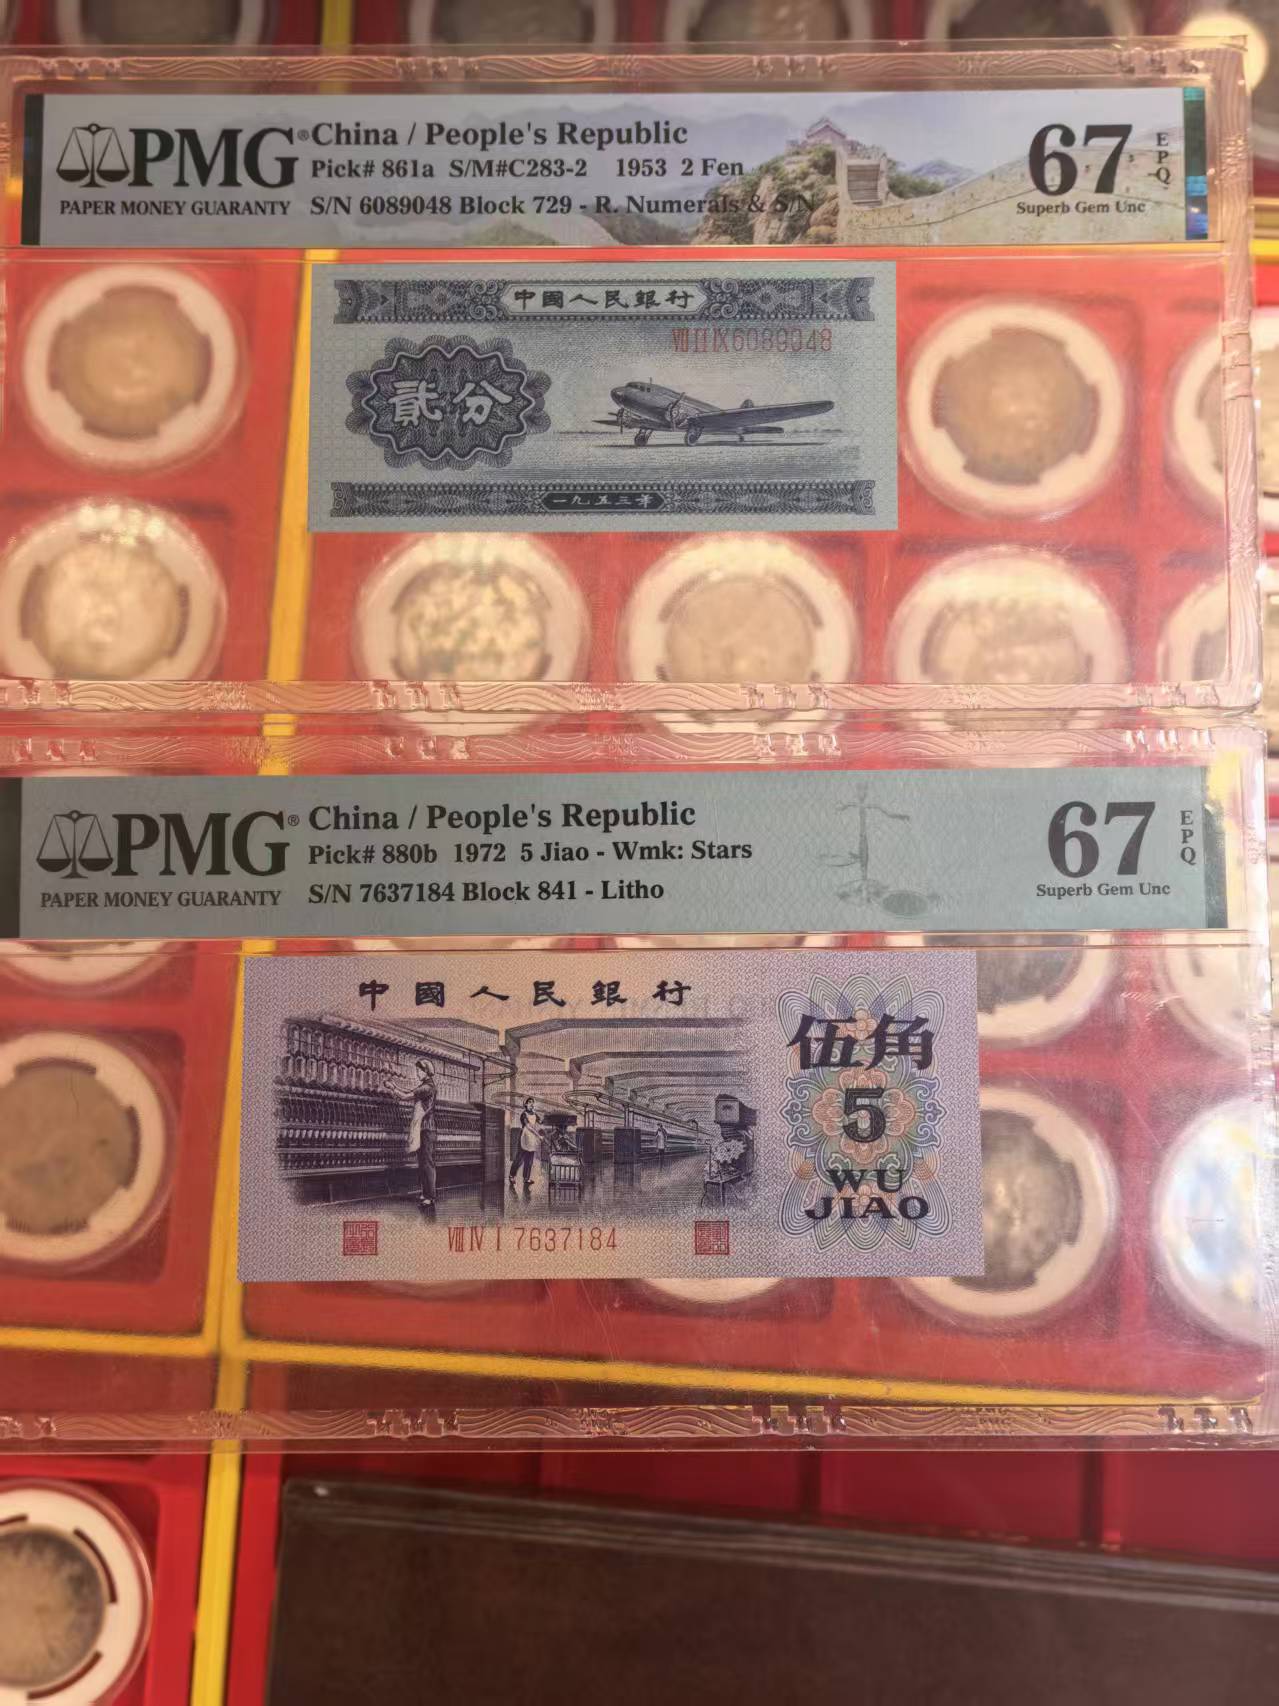 PMG®
PAPER MONEY GUARANTY
China / People's Republic
Pick# 861a S/M#C283-2 1953 2 Fen
S/N 6089048 Block 729 - R. Numerals & S/N
67
EPQ
Superb Gem Unc
中國人民銀行
VII II IX 6089048
貳分
一九五三年
PMG®
PAPER MONEY GUARANTY
China / People's Republic
Pick# 880b 1972 5 Jiao - Wmk: Stars
S/N 7637184 Block 841 - Litho
67
EPQ
Superb Gem Unc
中國人民銀行
伍角
5
WU
JIAO
VIII IV I 7637184